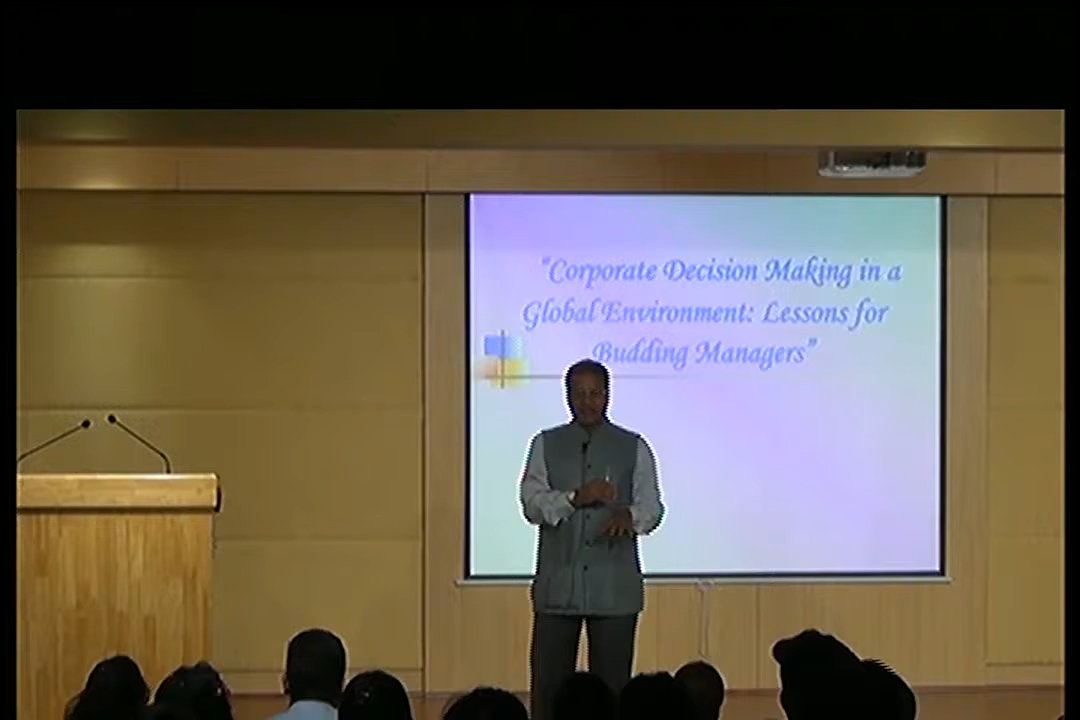 "Corporate Decision Making in a
Global Environment: Lessons for
Budding Managers"